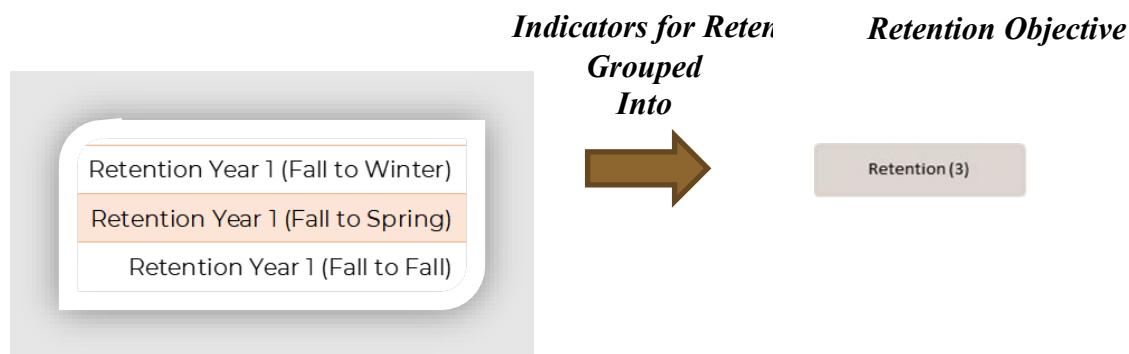 Indicators for Reten
Grouped
Into
Retention Objective
Retention Year 1 (Fall to Winter)
Retention Year 1 (Fall to Spring)
Retention Year 1 (Fall to Fall)
Retention (3)